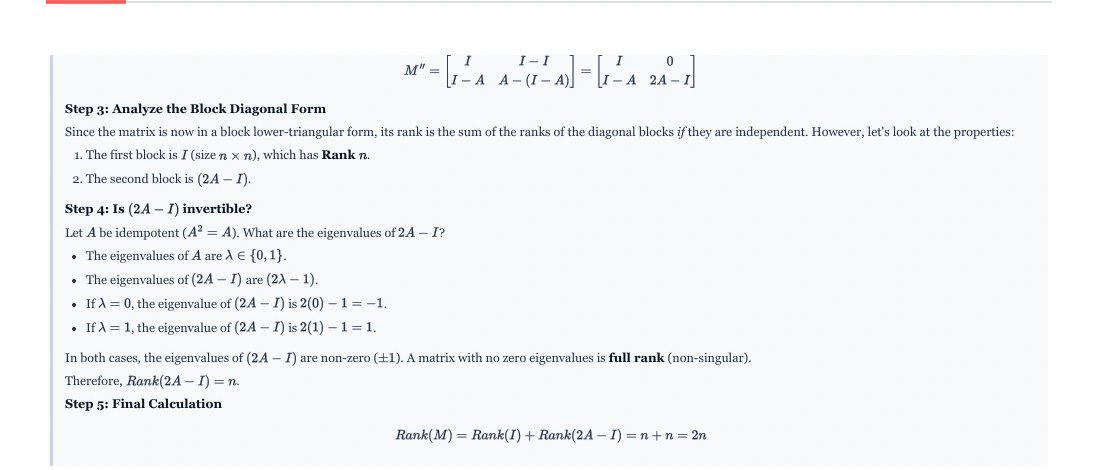 M′′ = [I I − I; I − A A − (I − A)] = [I 0; I − A 2A − I]
Step 3: Analyze the Block Diagonal Form
Since the matrix is now in a block lower-triangular form, its rank is the sum of the ranks of the diagonal blocks if they are independent. However, let's look at the properties:
1. The first block is I (size n × n), which has Rank n.
2. The second block is (2A − I).
Step 4: Is (2A − I) invertible?
Let A be idempotent (A² = A). What are the eigenvalues of 2A − I?
• The eigenvalues of A are λ ∈ {0, 1}.
• The eigenvalues of (2A − I) are (2λ − 1).
• If λ = 0, the eigenvalue of (2A − I) is 2(0) − 1 = −1.
• If λ = 1, the eigenvalue of (2A − I) is 2(1) − 1 = 1.
In both cases, the eigenvalues of (2A − I) are non-zero (±1). A matrix with no zero eigenvalues is full rank (non-singular).
Therefore, Rank(2A − I) = n.
Step 5: Final Calculation
Rank(M) = Rank(I) + Rank(2A − I) = n + n = 2n